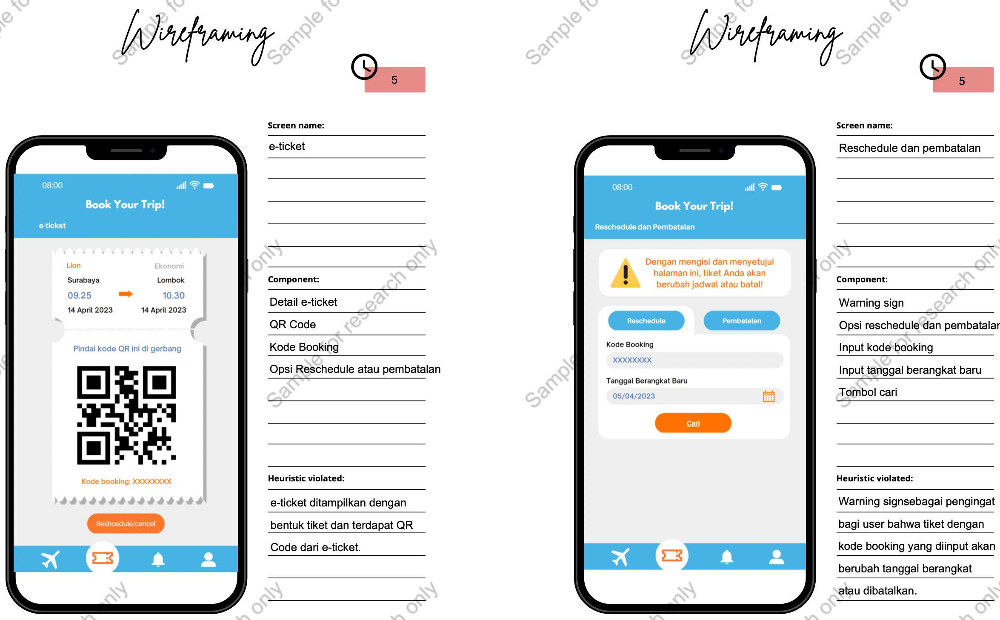 Wireframing
5
Screen name:
e-ticket
08:00
Book Your Trip!
e-ticket
Lion
Ekonomi
Surabaya
Lombok
09.25
10.30
14 April 2023
14 April 2023
Pindai kode QR ini di gerbang
Kode booking: XXXXXXXX
Reshcedule/cancel
Component:
Detail e-ticket
QR Code
Kode Booking
Opsi Reschedule atau pembatalan
Heuristic violated:
e-ticket ditampilkan dengan
bentuk tiket dan terdapat QR
Code dari e-ticket.
Wireframing
5
Screen name:
Reschedule dan pembatalan
08:00
Book Your Trip!
Reschedule dan Pembatalan
Dengan mengisi dan menyetujui
halaman ini, tiket Anda akan
berubah jadwal atau batal!
Reschedule
Pembatalan
Kode Booking
XXXXXXXX
Tanggal Berangkat Baru
05/04/2023
Cari
Component:
Warning sign
Opsi reschedule dan pembatalan
Input kode booking
Input tanggal berangkat baru
Tombol cari
Heuristic violated:
Warning signsebagai pengingat
bagi user bahwa tiket dengan
kode booking yang diinput akan
berubah tanggal berangkat
atau dibatalkan.
Sample for research only